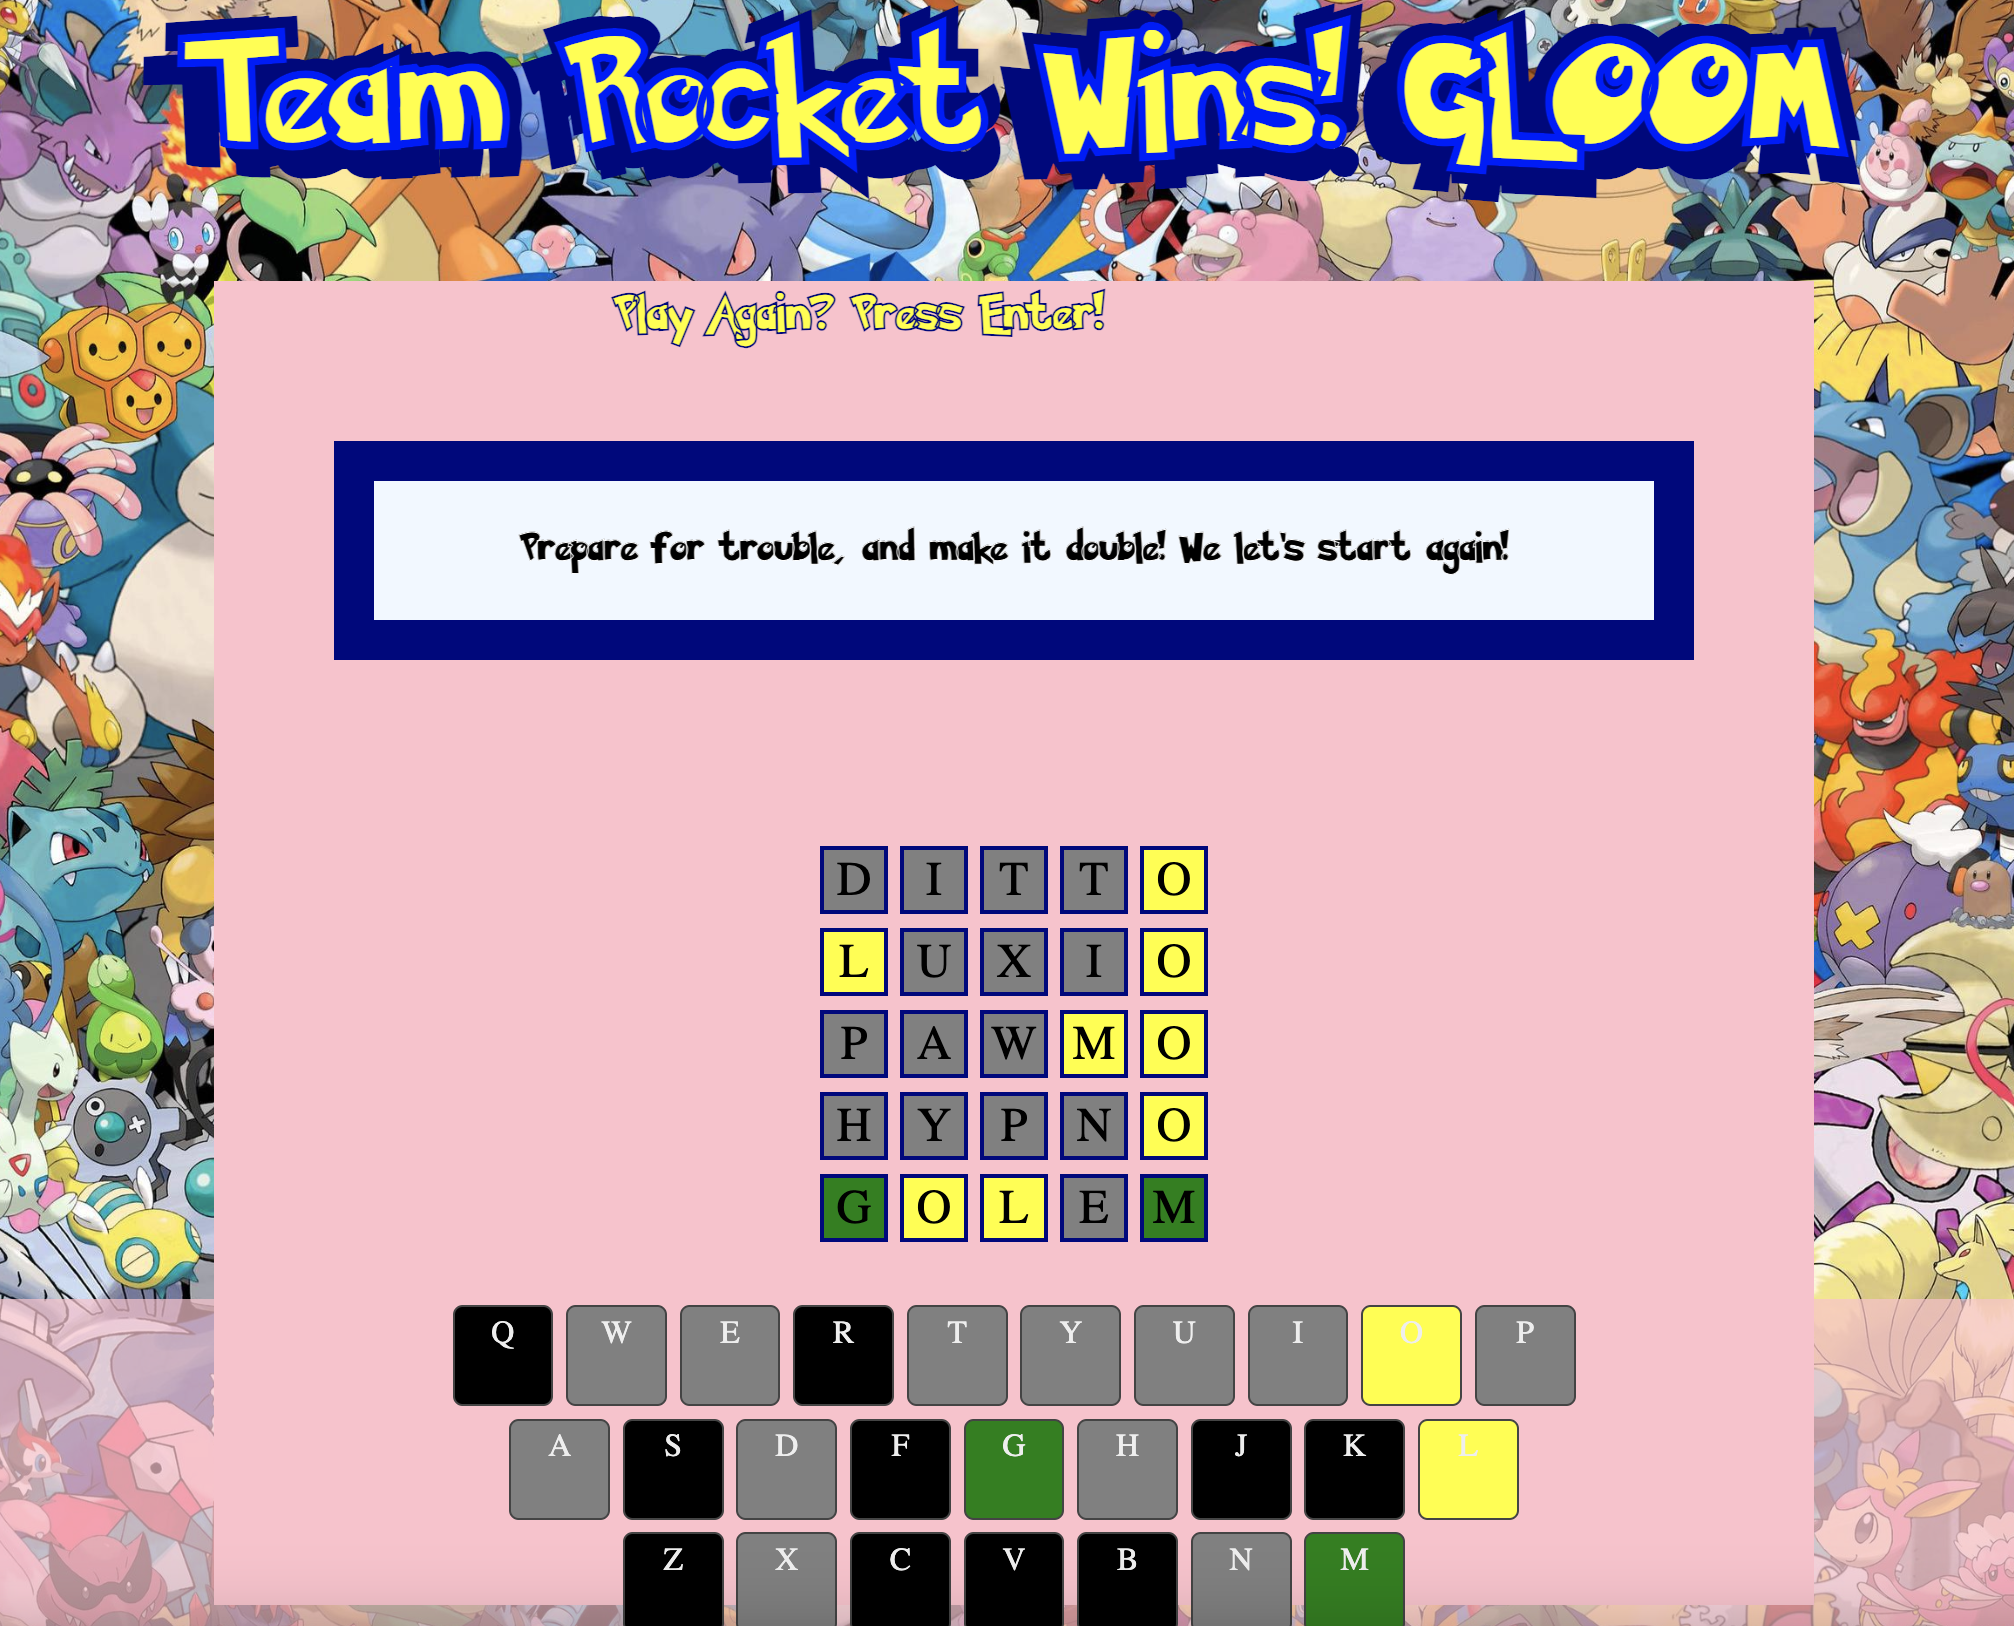 Team Rocket Wins! GLOOM
Play Again? Press Enter!
Prepare for trouble, and make it double! We let's start again!
D I T T O
L U X I O
P A W M O
H Y P N O
G O L E M
Q W E R T Y U I O P
A S D F G H J K L
Z X C V B N M